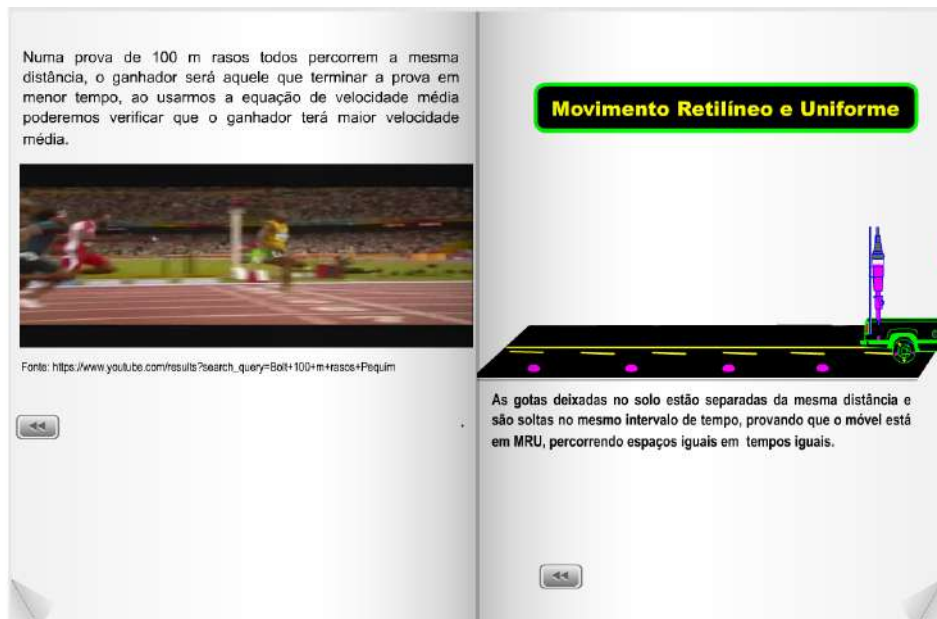 Numa prova de 100 m rasos todos percorrem a mesma
distância, o ganhador será aquele que terminar a prova em
menor tempo, ao usarmos a equação de velocidade média
poderemos verificar que o ganhador terá maior velocidade
média.
Fonte: https://www.youtube.com/results?search_query=Bolt+100+m+rasos+Pequim
Movimento Retilíneo e Uniforme
As gotas deixadas no solo estão separadas da mesma distância e
são soltas no mesmo intervalo de tempo, provando que o móvel está
em MRU, percorrendo espaços iguais em tempos iguais.